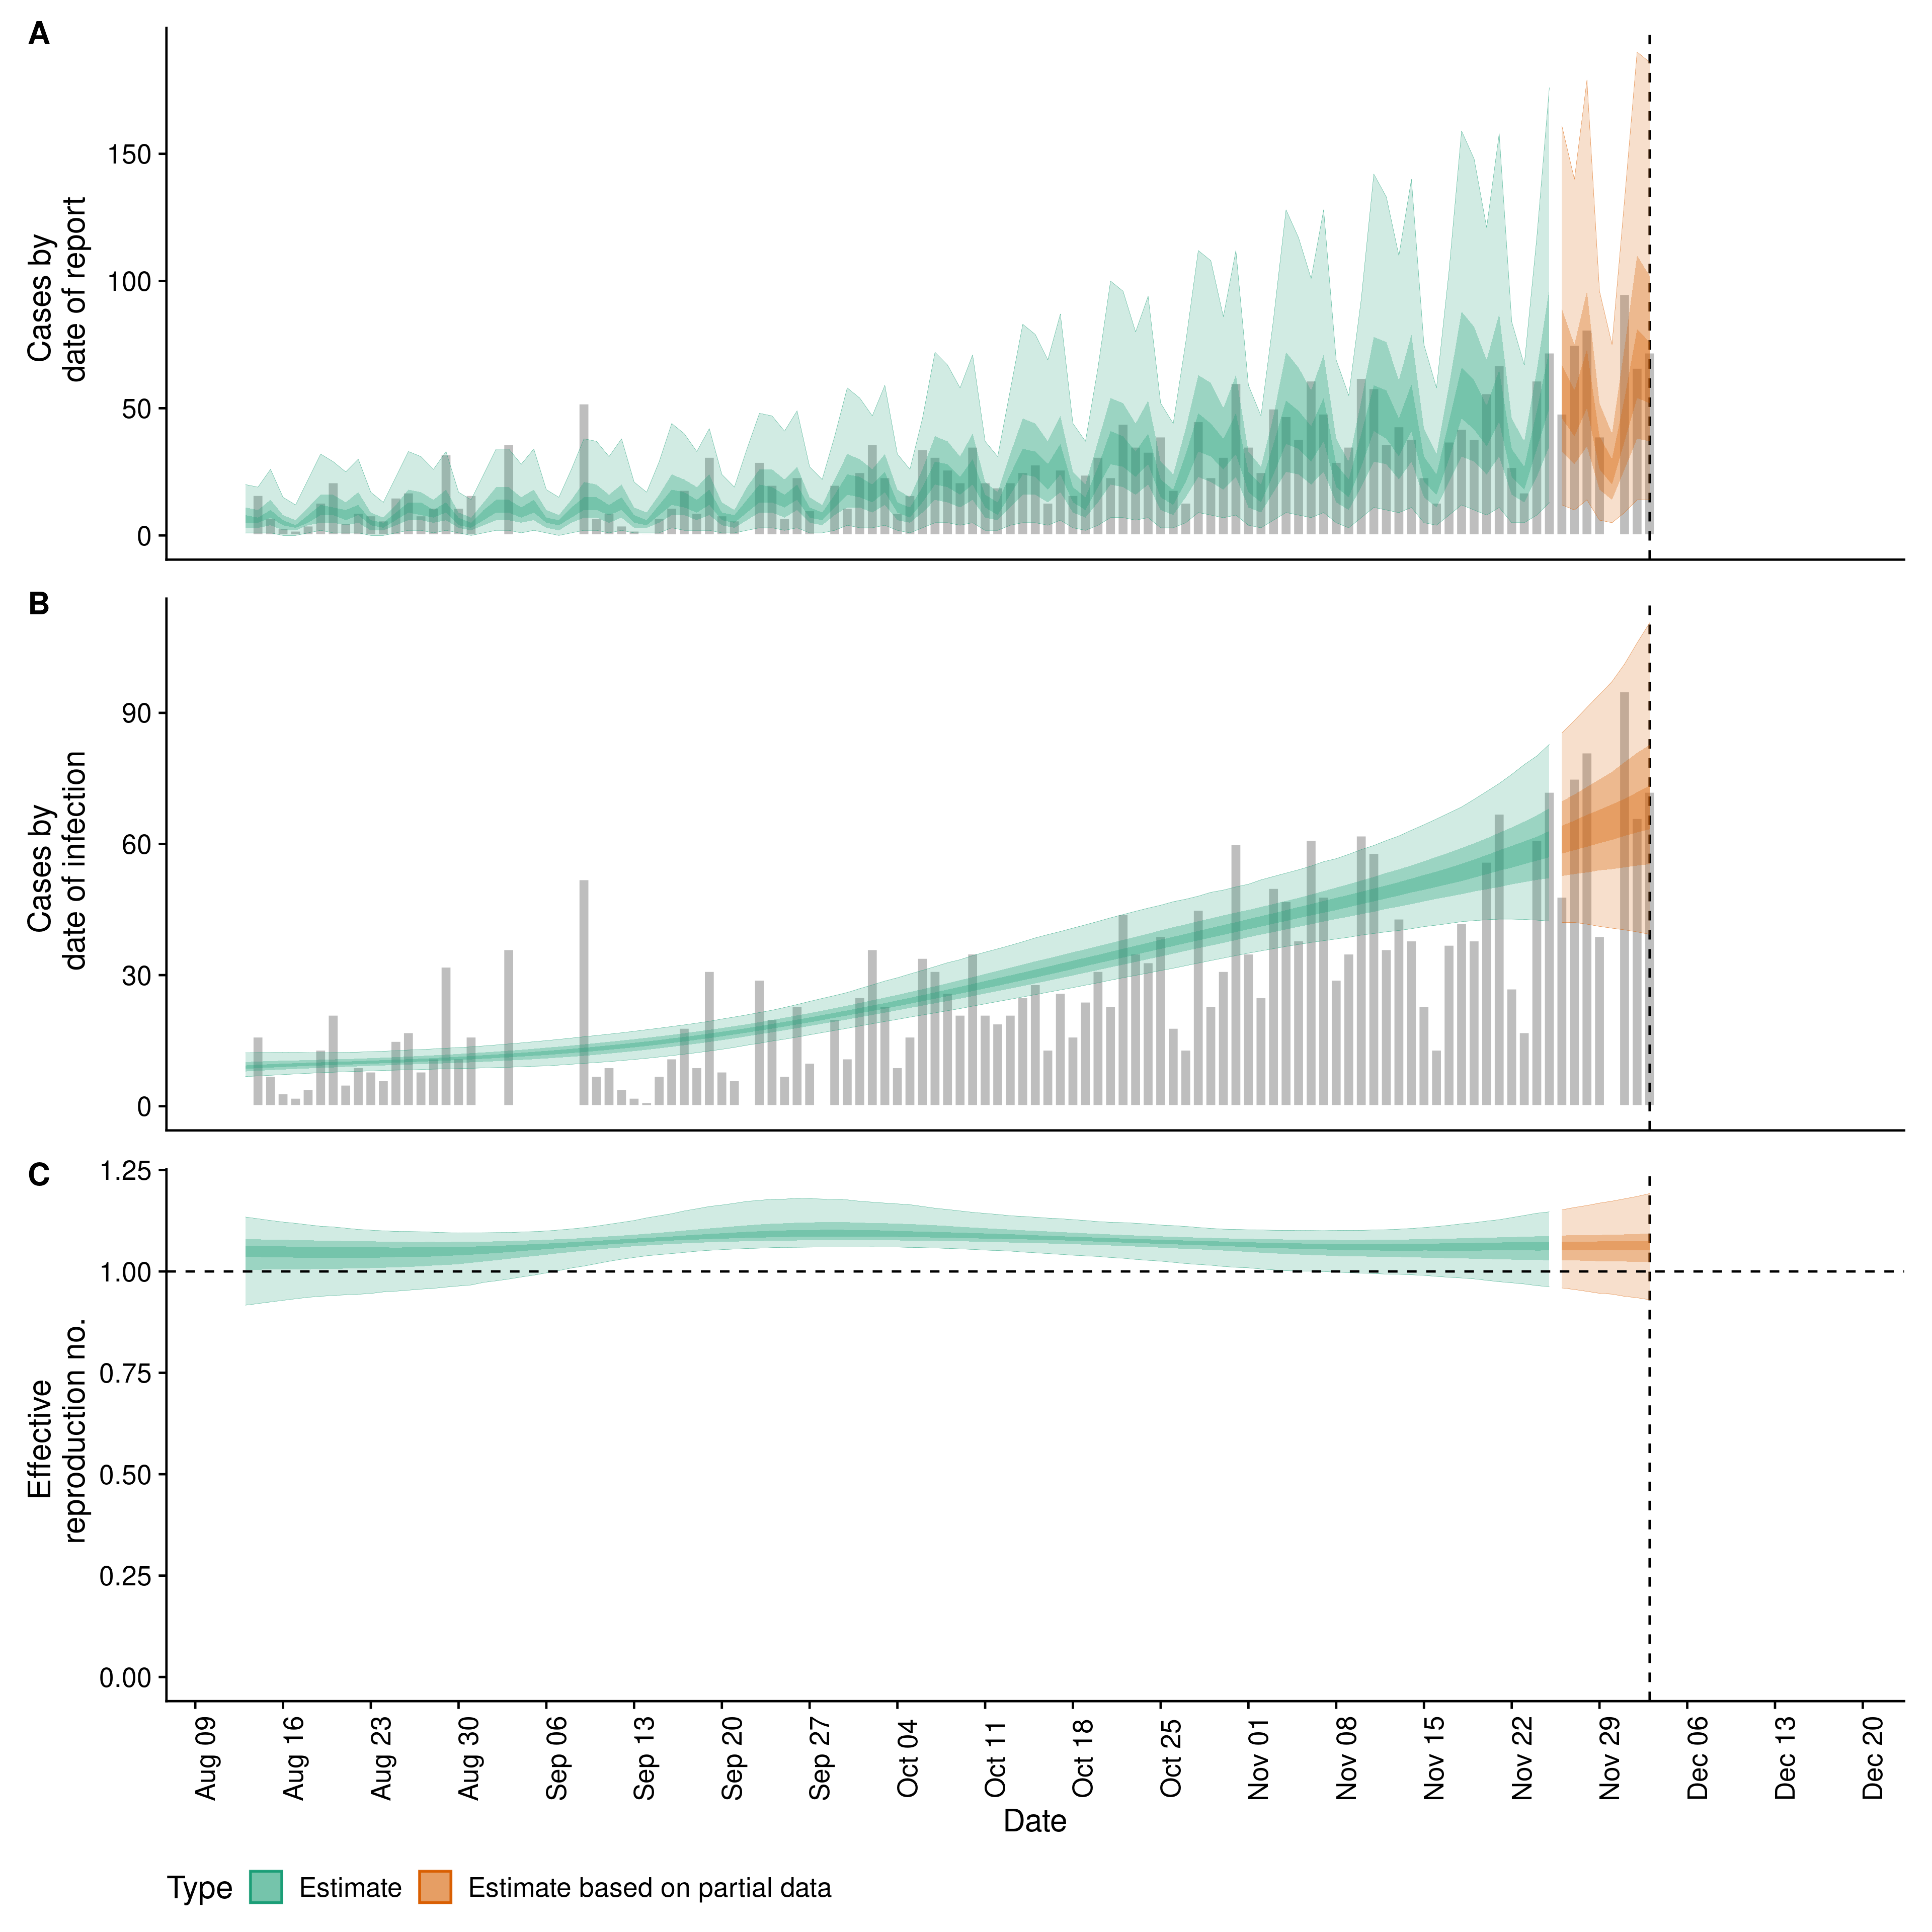 A
Cases by
date of report
150
100
50
0
B
Cases by
date of infection
90
60
30
0
C
Effective
reproduction no.
1.25
1.00
0.75
0.50
0.25
0.00
Aug 09
Aug 16
Aug 23
Aug 30
Sep 06
Sep 13
Sep 20
Sep 27
Oct 04
Oct 11
Oct 18
Oct 25
Nov 01
Nov 08
Nov 15
Nov 22
Nov 29
Dec 06
Dec 13
Dec 20
Date
Type Estimate Estimate based on partial data